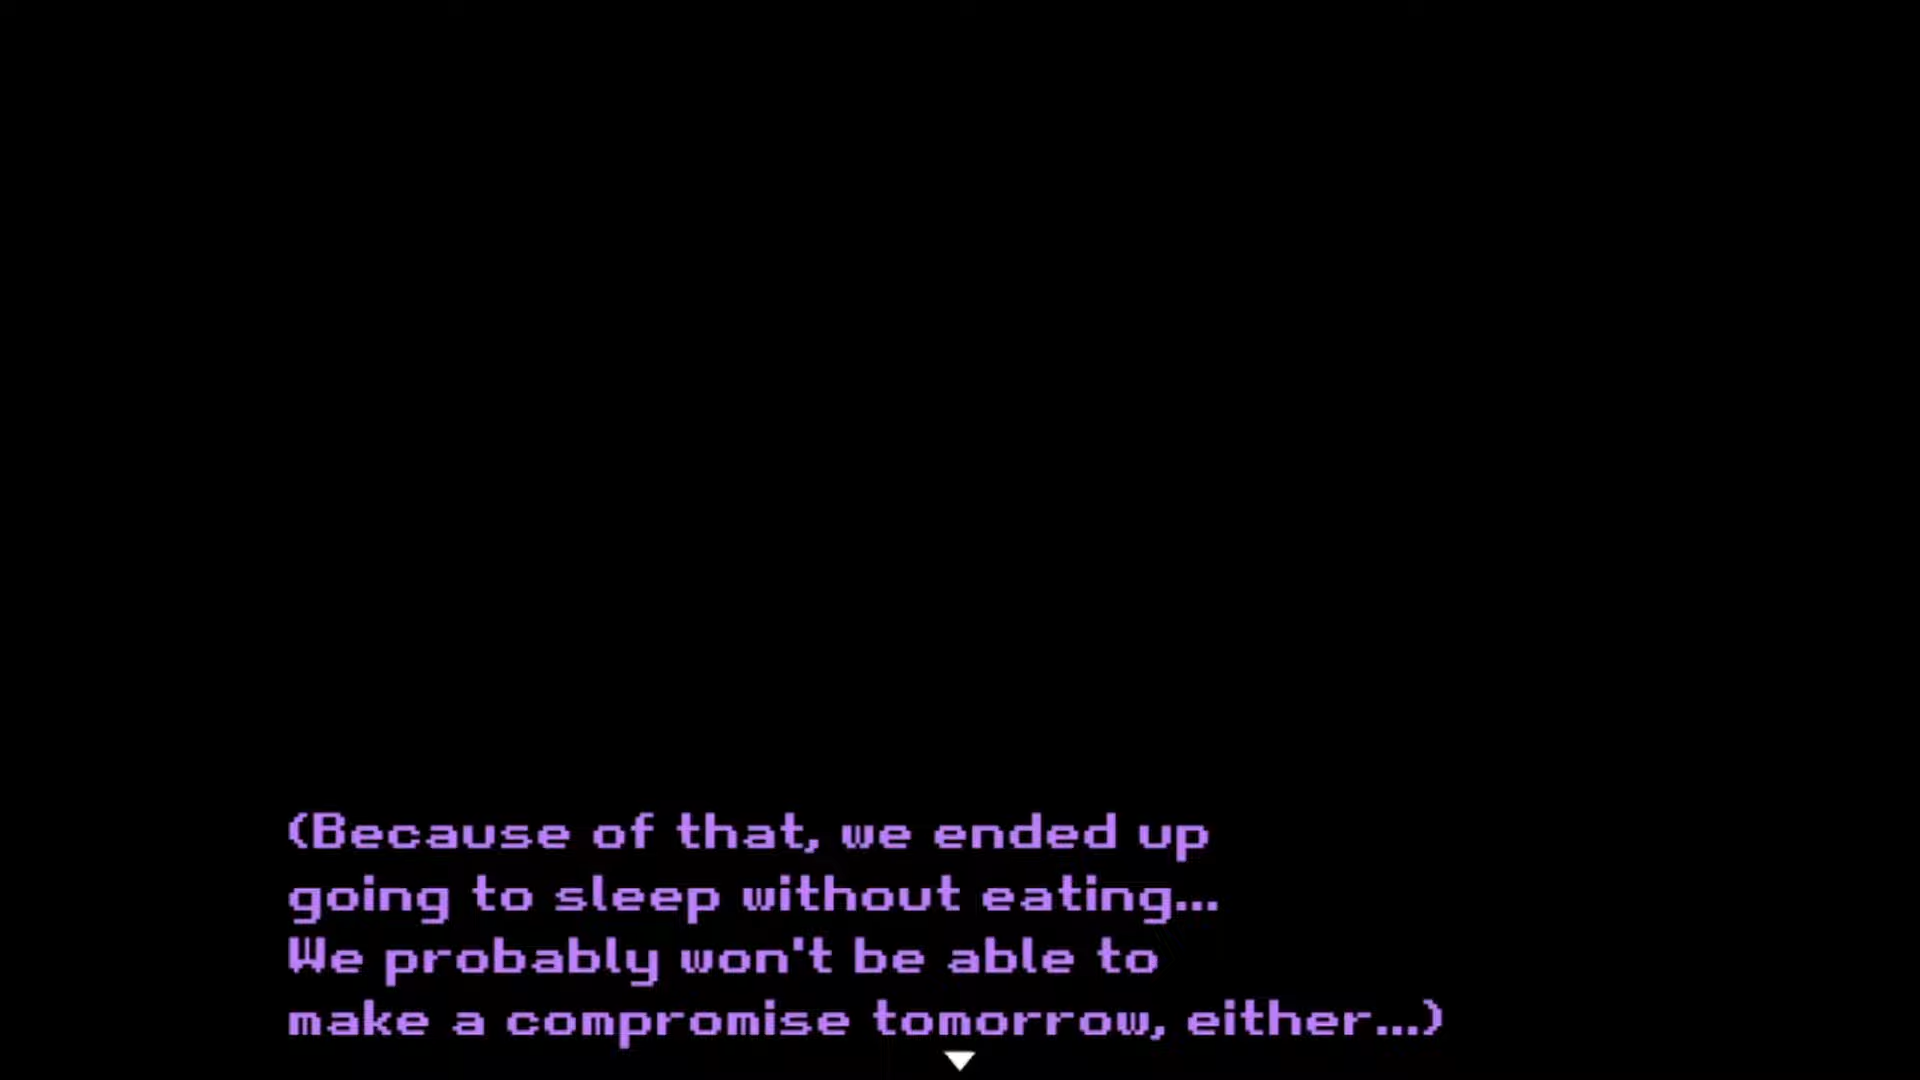 (Because of that, we ended up
going to sleep without eating...
We probably won't be able to
make a compromise tomorrow, either...)